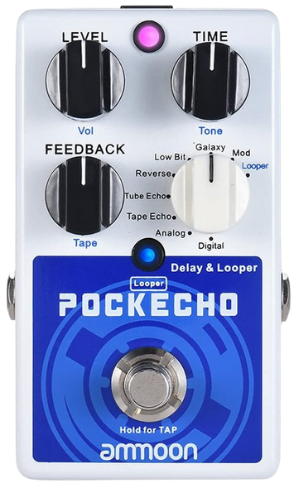 LEVEL TIME
Vol Tone
FEEDBACK
Galaxy
Low Bit Mod
Reverse Looper
Tube Echo
Tape Echo
Analog
Digital
Tape
Delay & Looper
Looper
POCKECHO
Hold for TAP
ammoon